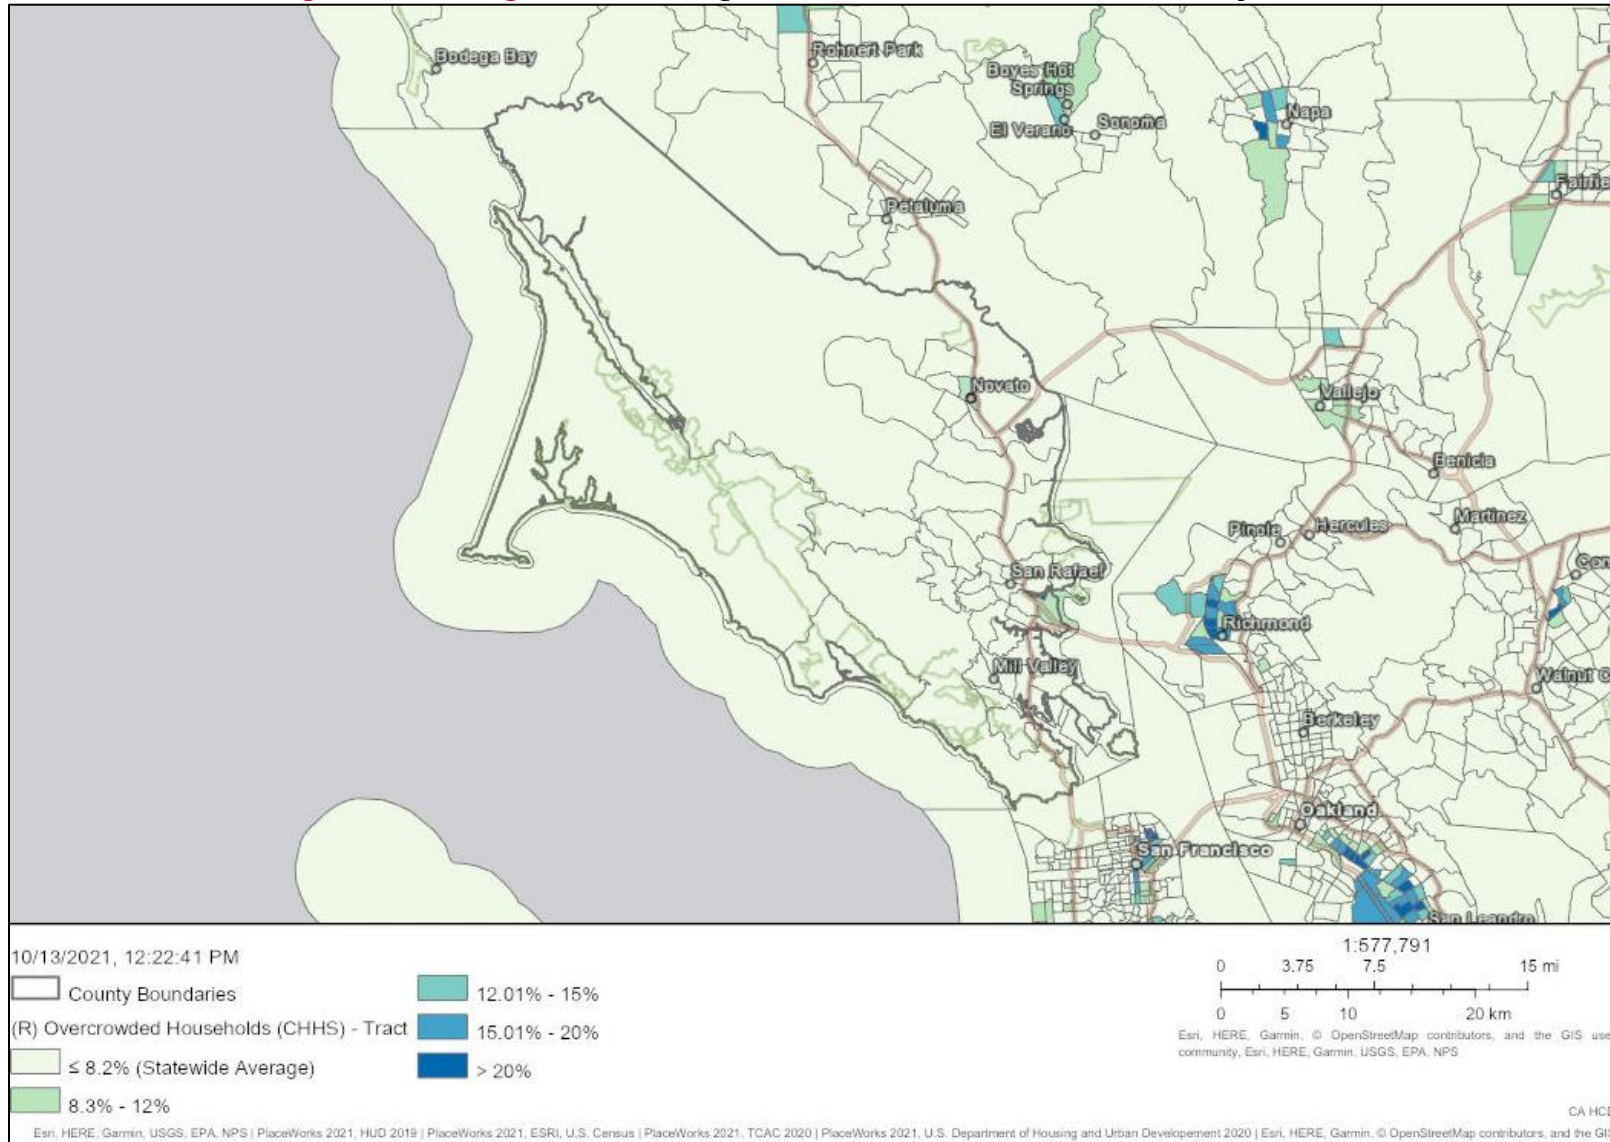 Bodega Bay
Rohnert Park
Boyes Hot
Springs
El Verano
Sonoma
Napa
Fairfie
Petaluma
Novato
Vallejo
Benicia
Pinole
Hercules
Martinez
San Rafael
Con
Richmond
Mill Valley
Walnut C
Berkeley
Oakland
San Francisco
San Leandro
10/13/2021, 12:22:41 PM
County Boundaries
(R) Overcrowded Households (CHHS) - Tract
≤ 8.2% (Statewide Average)
8.3% - 12%
12.01% - 15%
15.01% - 20%
> 20%
1:577,791
0 3.75 7.5 15 mi
0 5 10 20 km
Esri, HERE, Garmin, © OpenStreetMap contributors, and the GIS use
community, Esri, HERE, Garmin, USGS, EPA, NPS
CA HCD
Esri, HERE, Garmin, USGS, EPA, NPS | PlaceWorks 2021, HUD 2019 | PlaceWorks 2021, ESRI, U.S. Census | PlaceWorks 2021, TCAC 2020 | PlaceWorks 2021, U.S. Department of Housing and Urban Developement 2020 | Esri, HERE, Garmin, © OpenStreetMap contributors, and the GIS